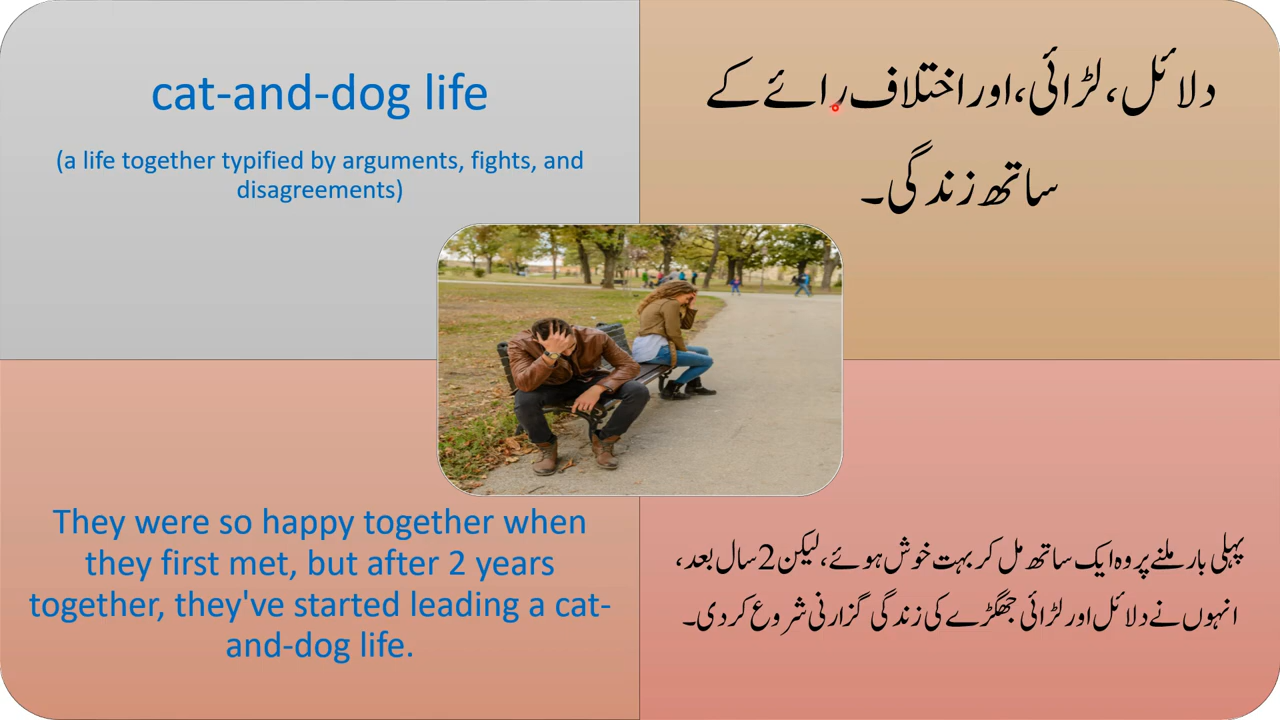 cat-and-dog life
(a life together typified by arguments, fights, and
disagreements)
دلائل، لڑائی، اور اختلاف رائے کے
ساتھ زندگی۔
They were so happy together when
they first met, but after 2 years
together, they've started leading a cat-
and-dog life.
پہلی بار ملنے پر وہ ایک ساتھ مل کر بہت خوش ہوئے، لیکن 2 سال بعد،
انہوں نے دلائل اور لڑائی جھگڑے کی زندگی گزارنی شروع کر دی۔